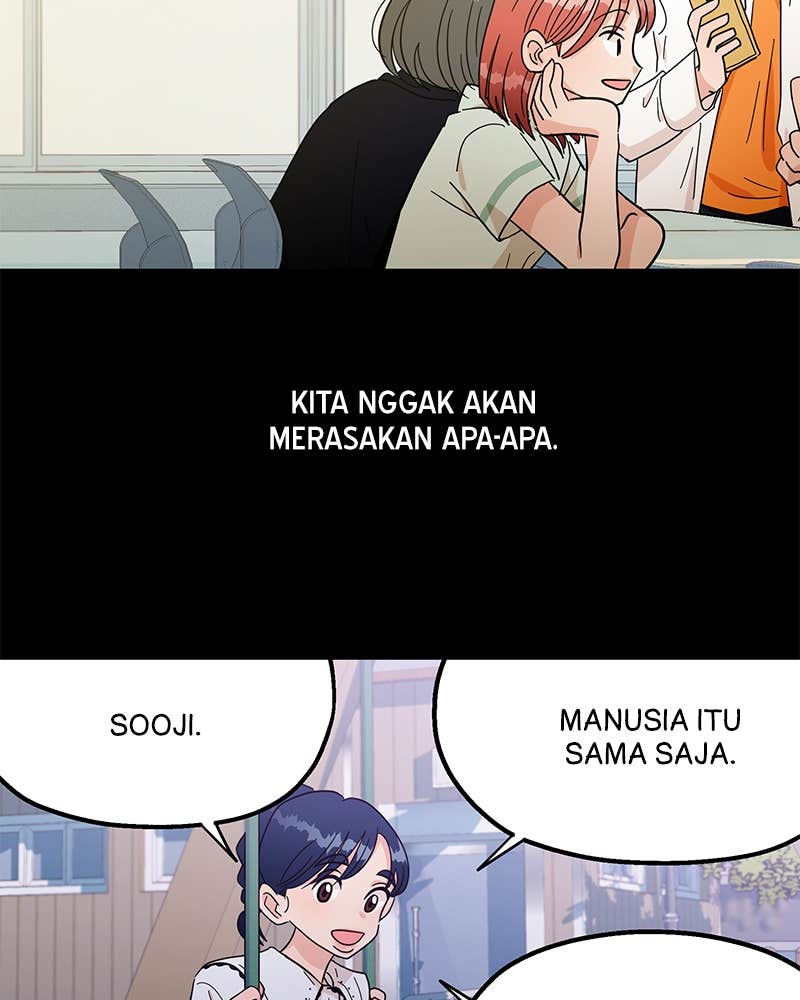 KITA NGGAK AKAN
MERASAKAN APA-APA.
SOOJI.
MANUSIA ITU
SAMA SAJA.